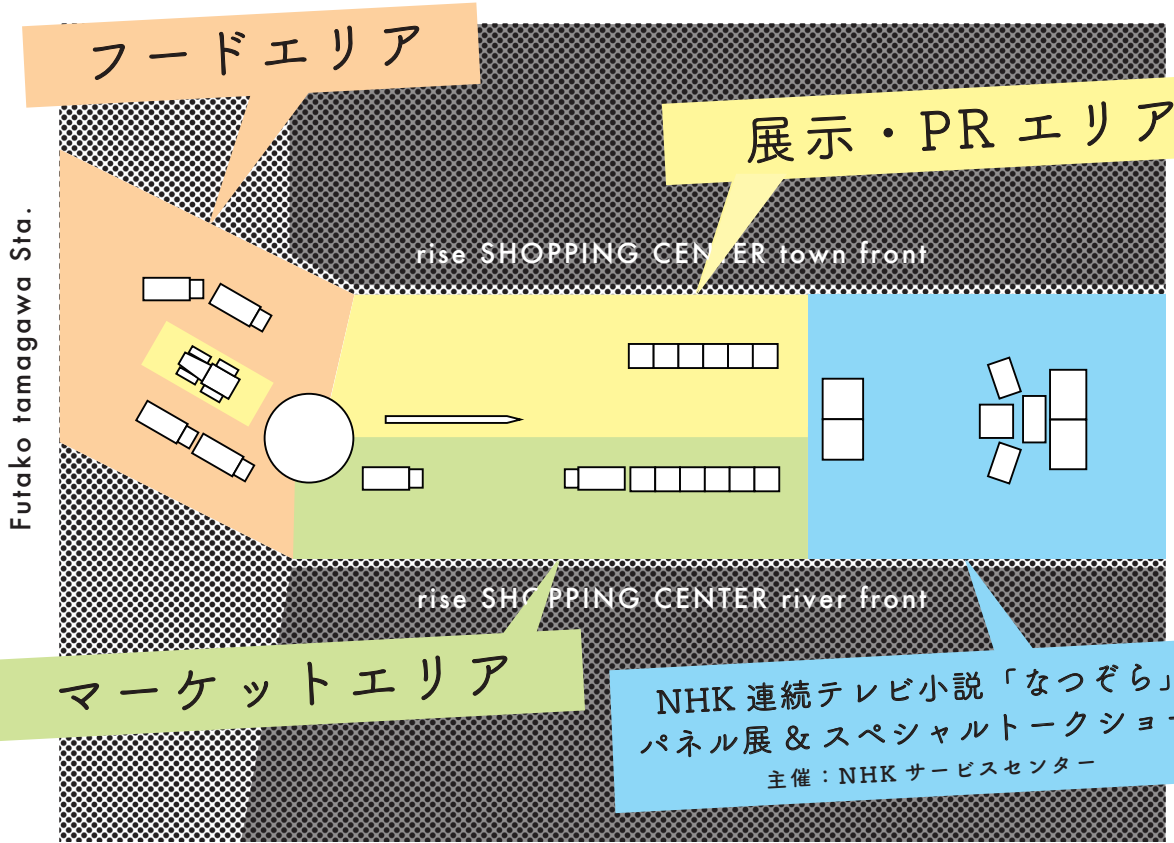 フードエリア
展示・PR エリア
rise SHOPPING CENTER town front
Futako tamagawa Sta.
rise SHOPPING CENTER river front
マーケットエリア
NHK 連続テレビ小説「なつぞら」
パネル展 & スペシャルトークショー
主催：NHK サービスセンター